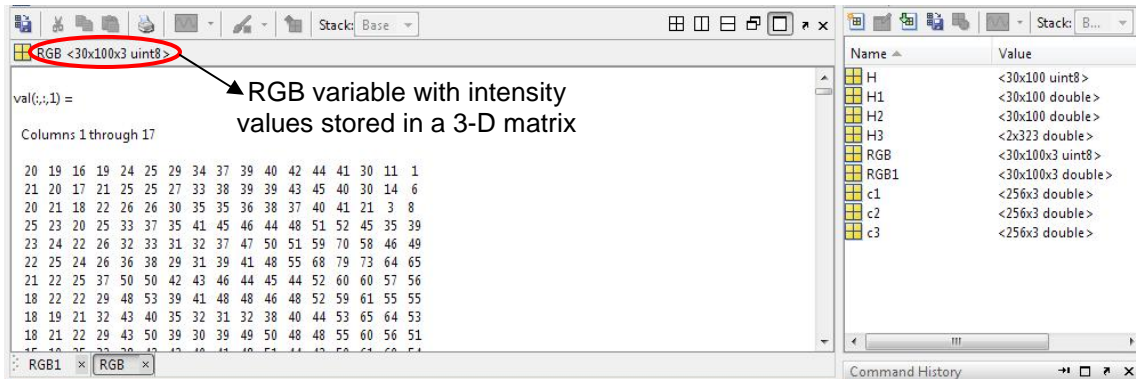 Stack: Base
RGB <30x100x3 uint8>
RGB variable with intensity
values stored in a 3-D matrix
val(:,:,1) =
Columns 1 through 17
20 19 16 19 24 25 29 34 37 39 40 42 44 41 30 11 1
21 20 17 21 25 25 27 33 38 39 39 43 45 40 30 14 6
20 21 18 22 26 26 30 35 35 36 38 37 40 41 21 3 8
25 23 20 25 33 37 35 41 45 46 44 48 51 52 45 35 39
23 24 22 26 32 33 31 32 37 47 50 51 59 70 58 46 49
22 25 24 26 36 38 29 31 39 41 48 55 68 79 73 64 65
21 22 25 37 50 50 42 43 46 44 45 44 52 60 60 57 56
18 22 22 29 48 53 39 41 48 48 46 48 52 59 61 55 55
18 19 21 32 43 40 35 32 31 32 38 40 44 53 65 64 53
18 21 22 29 43 50 39 30 39 49 50 48 48 55 60 56 51
RGB1
RGB
Stack: B...
Name Value
H <30x100 uint8>
H1 <30x100 double>
H2 <30x100 double>
H3 <2x323 double>
RGB <30x100x3 uint8>
RGB1 <30x100x3 double>
c1 <256x3 double>
c2 <256x3 double>
c3 <256x3 double>
Command History